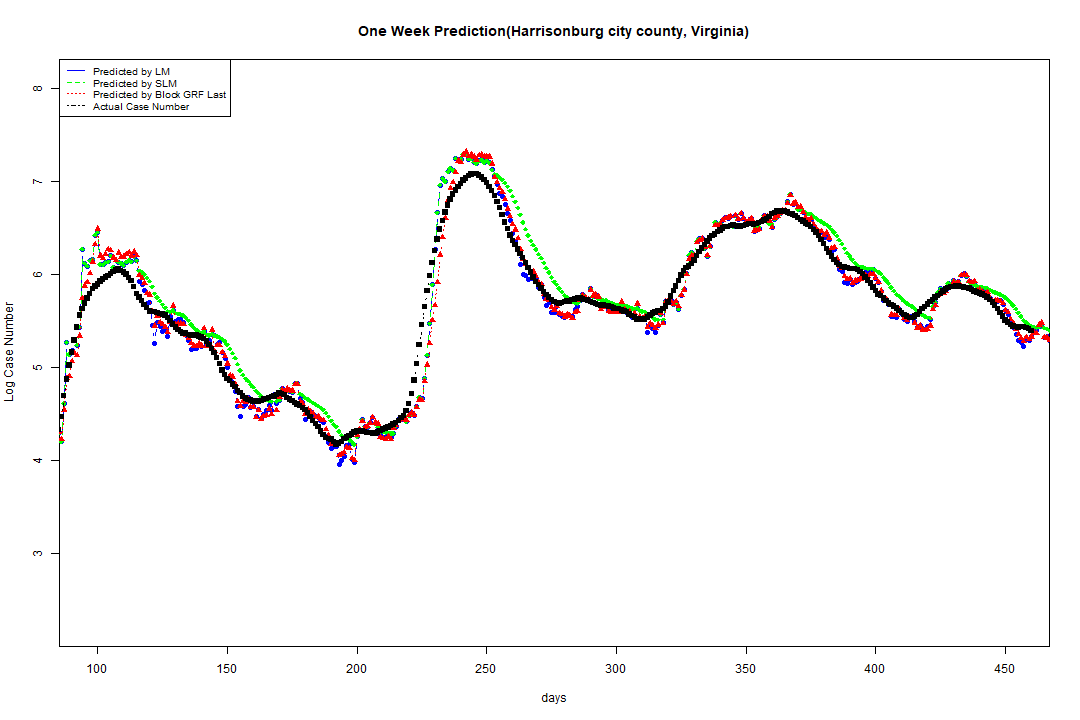 One Week Prediction(Harrisonburg city county, Virginia)
Predicted by LM
Predicted by SLM
Predicted by Block GRF Last
Actual Case Number
8
7
6
5
4
3
Log Case Number
100 150 200 250 300 350 400 450
days